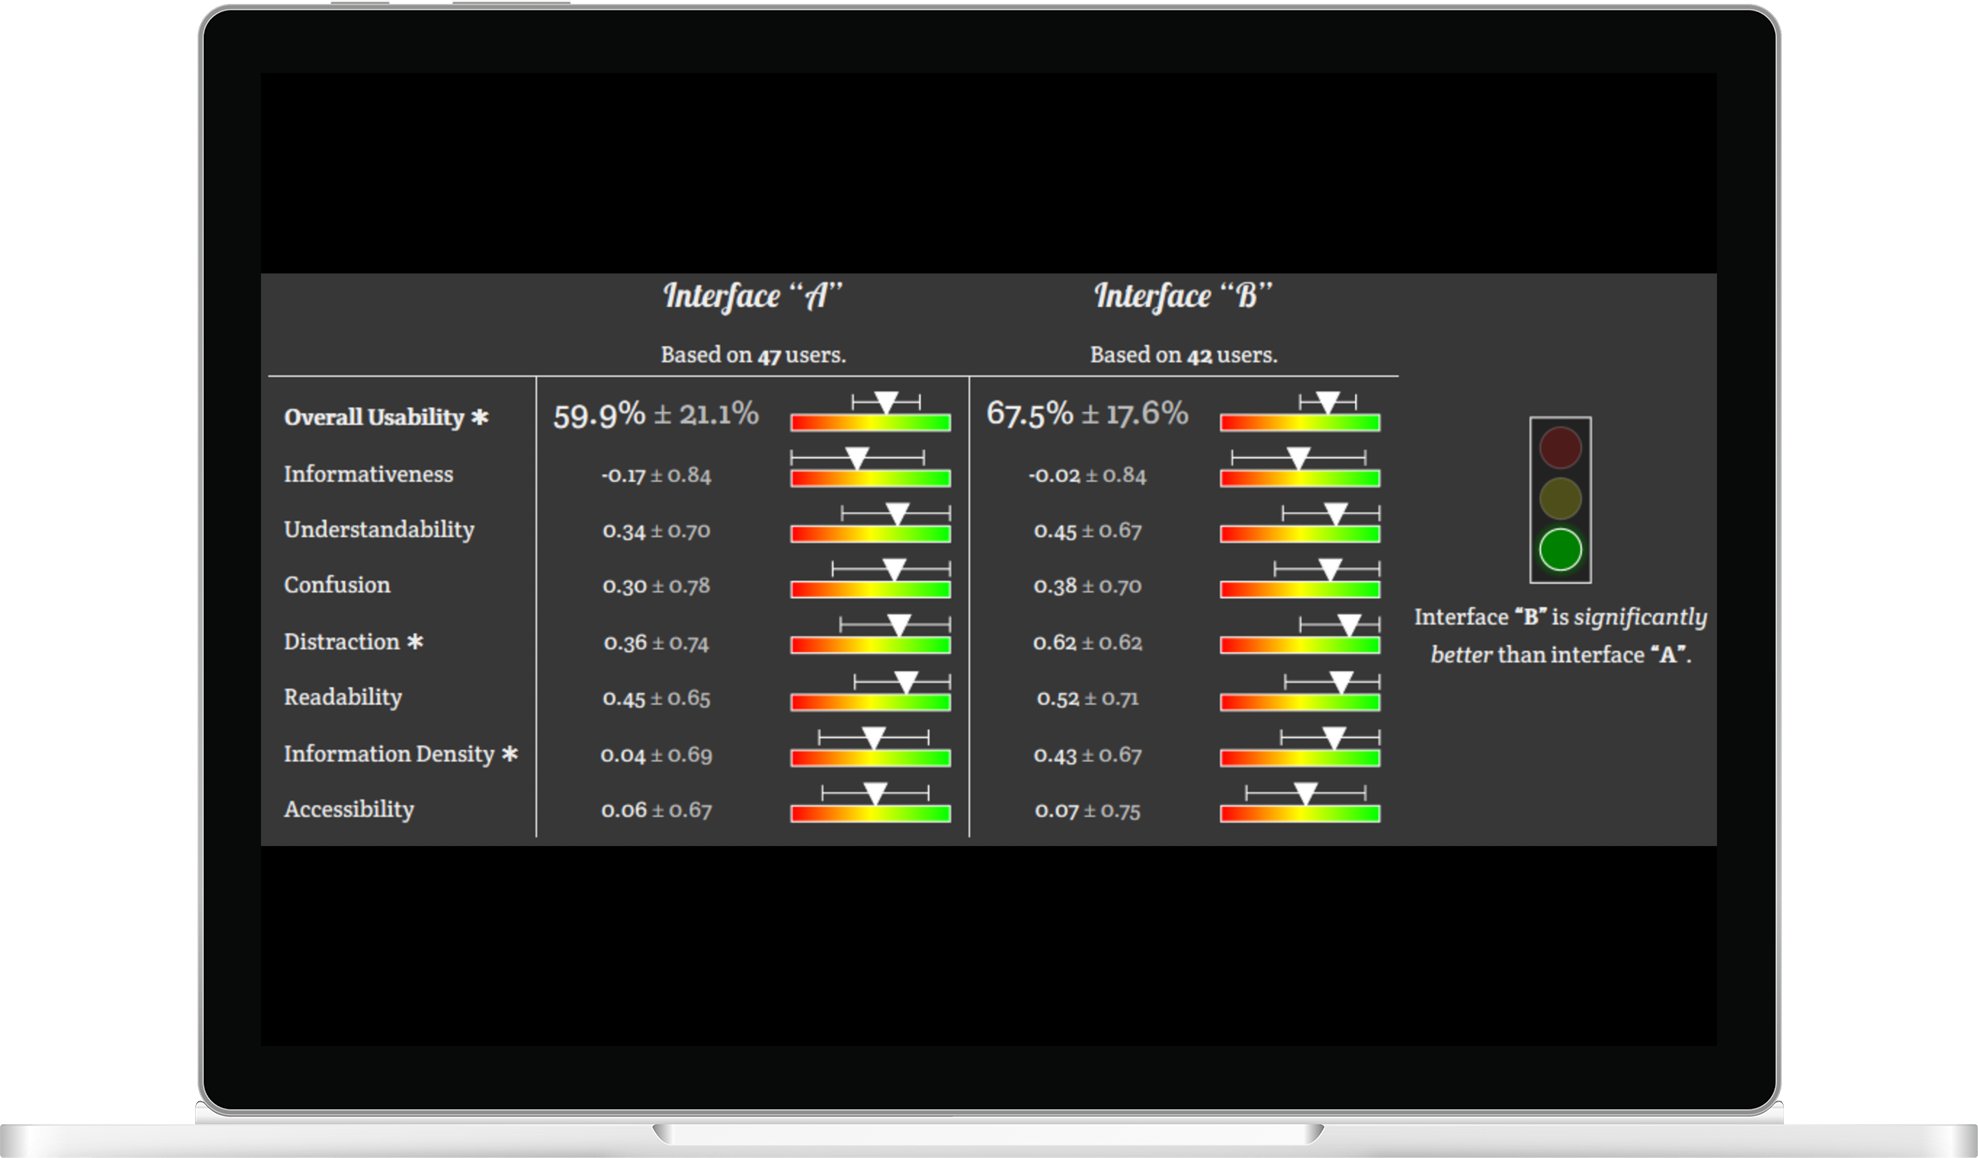 Interface “A” Interface “B”
Based on 47 users. Based on 42 users.
Overall Usability * 59.9% ± 21.1% 67.5% ± 17.6%
Informativeness -0.17 ± 0.84 -0.02 ± 0.84
Understandability 0.34 ± 0.70 0.45 ± 0.67
Confusion 0.30 ± 0.78 0.38 ± 0.70
Distraction * 0.36 ± 0.74 0.62 ± 0.62
Readability 0.45 ± 0.65 0.52 ± 0.71
Information Density * 0.04 ± 0.69 0.43 ± 0.67
Accessibility 0.06 ± 0.67 0.07 ± 0.75
Interface “B” is significantly
better than interface “A”.